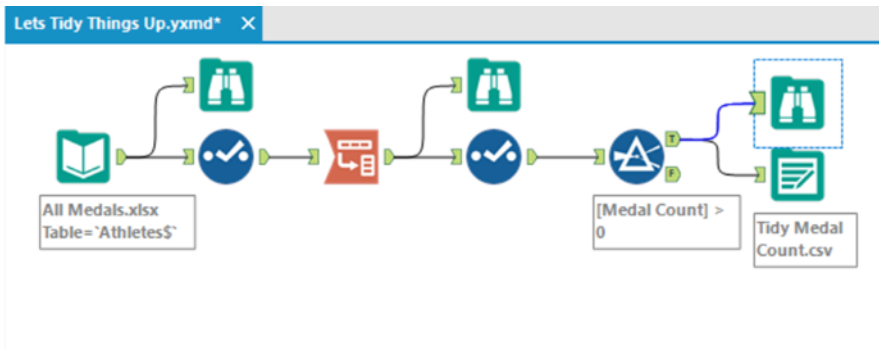 Lets Tidy Things Up.yxmd* ×
T
F
All Medals.xlsx
Table=`Athletes$`
[Medal Count] >
0
Tidy Medal
Count.csv